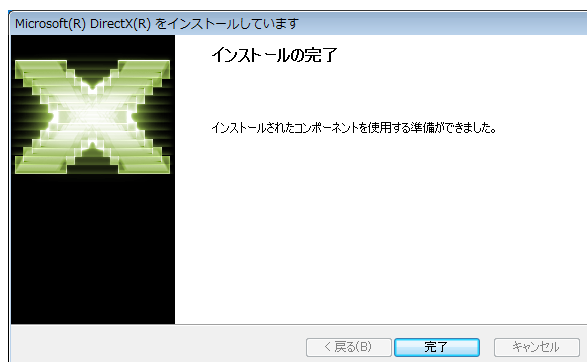 Microsoft(R) DirectX(R) をインストールしています
インストールの完了
インストールされたコンポーネントを使用する準備ができました。
< 戻る(B)
完了
キャンセル